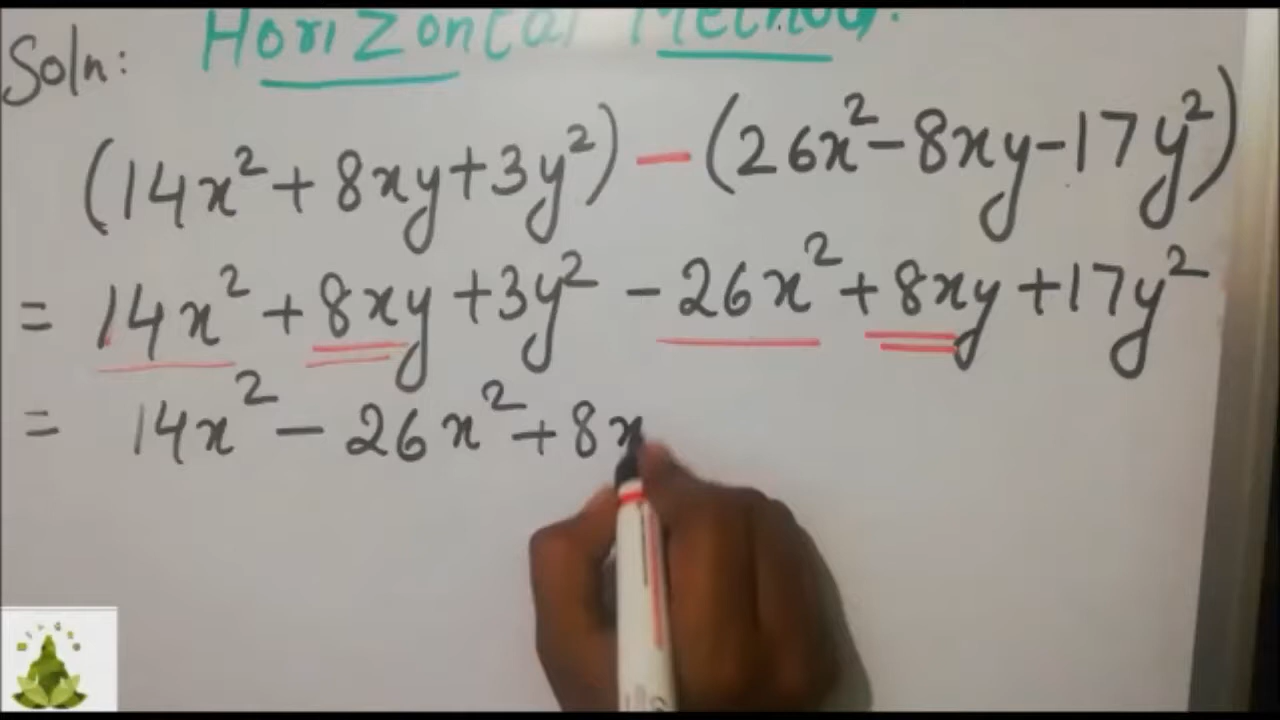 Soln: Horizontal Method:
(14x² + 8xy + 3y²) - (26x² - 8xy - 17y²)
= 14x² + 8xy + 3y² - 26x² + 8xy + 17y²
= 14x² - 26x² + 8x